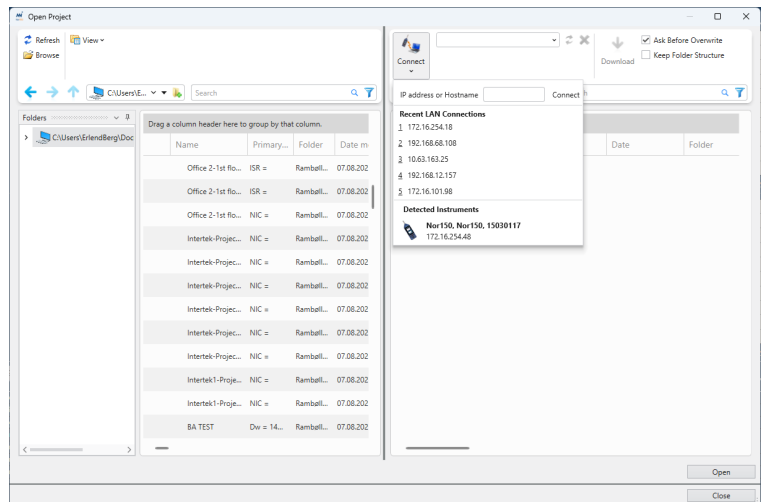 Open Project
Refresh View
Browse
C:\Users\E...
Search
Folders
C:\Users\ErlendBerg\Doc
Drag a column header here to group by that column.
Name Primary... Folder Date m
Office 2-1st flo... ISR = Rambøll... 07.08.202
Office 2-1st flo... ISR = Rambøll... 07.08.202
Office 2-1st flo... NIC = Rambøll... 07.08.202
Intertek-Projec... NIC = Rambøll... 07.08.202
Intertek-Projec... NIC = Rambøll... 07.08.202
Intertek-Projec... NIC = Rambøll... 07.08.202
Intertek-Projec... NIC = Rambøll... 07.08.202
Intertek-Projec... NIC = Rambøll... 07.08.202
Intertek-Projec... NIC = Rambøll... 07.08.202
Intertek1-Proje... NIC = Rambøll... 07.08.202
Intertek1-Proje... NIC = Rambøll... 07.08.202
BA TEST Dw = 14... Rambøll... 07.08.202
Connect
Download
Ask Before Overwrite
Keep Folder Structure
IP address or Hostname Connect
Recent LAN Connections
1 172.16.254.18
2 192.168.68.108
3 10.63.163.25
4 192.168.12.157
5 172.16.101.98
Detected Instruments
Nor150, Nor150, 15030117
172.16.254.48
Date Folder
Open
Close